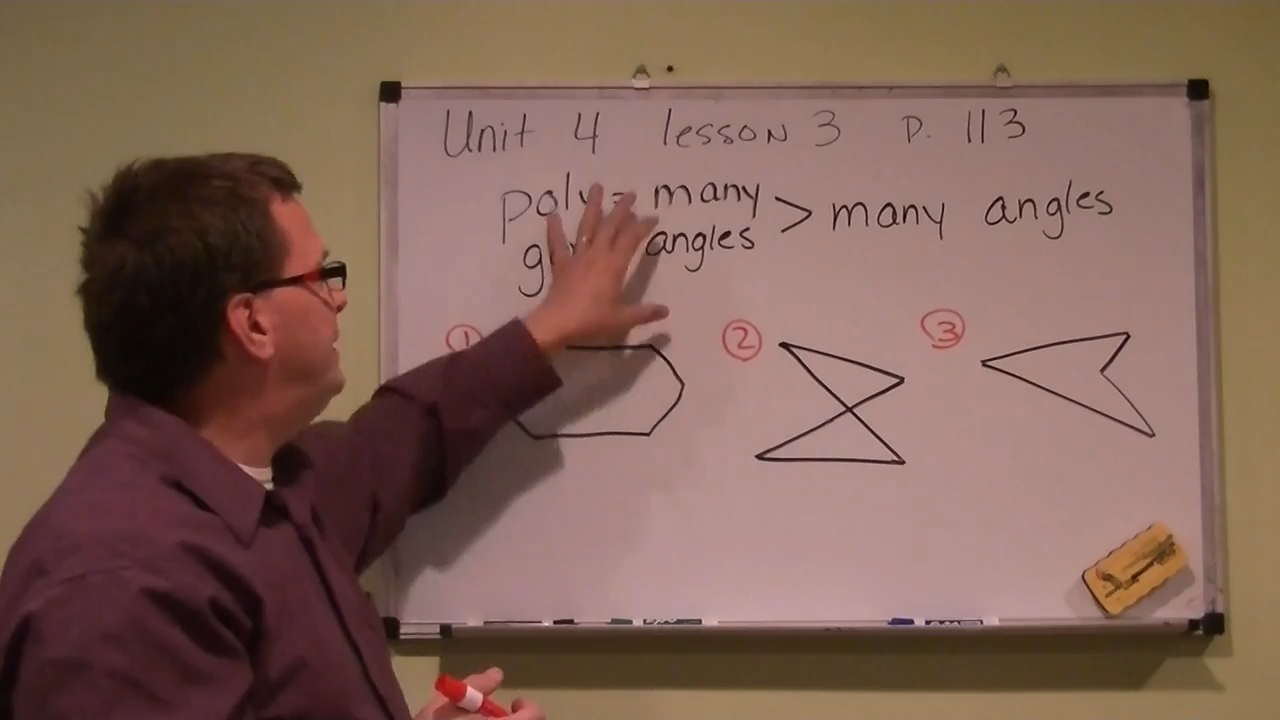 Unit 4 lesson 3 p. 113
poly = many > many angles
angles
1 2 3